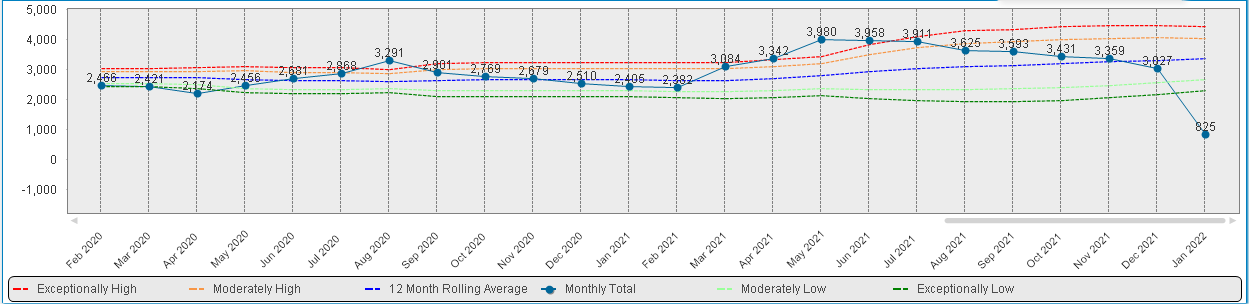 5,000
4,000
3,000
2,000
1,000
0
-1,000
2,466
2,421
2,174
2,456
2,681
2,868
3,291
2,901
2,769
2,679
2,510
2,405
2,382
3,084
3,342
3,980
3,958
3,911
3,625
3,593
3,431
3,359
3,027
825
Feb 2020
Mar 2020
Apr 2020
May 2020
Jun 2020
Jul 2020
Aug 2020
Sep 2020
Oct 2020
Nov 2020
Dec 2020
Jan 2021
Feb 2021
Mar 2021
Apr 2021
May 2021
Jun 2021
Jul 2021
Aug 2021
Sep 2021
Oct 2021
Nov 2021
Dec 2021
Jan 2022
Exceptionally High Moderately High 12 Month Rolling Average Monthly Total Moderately Low Exceptionally Low